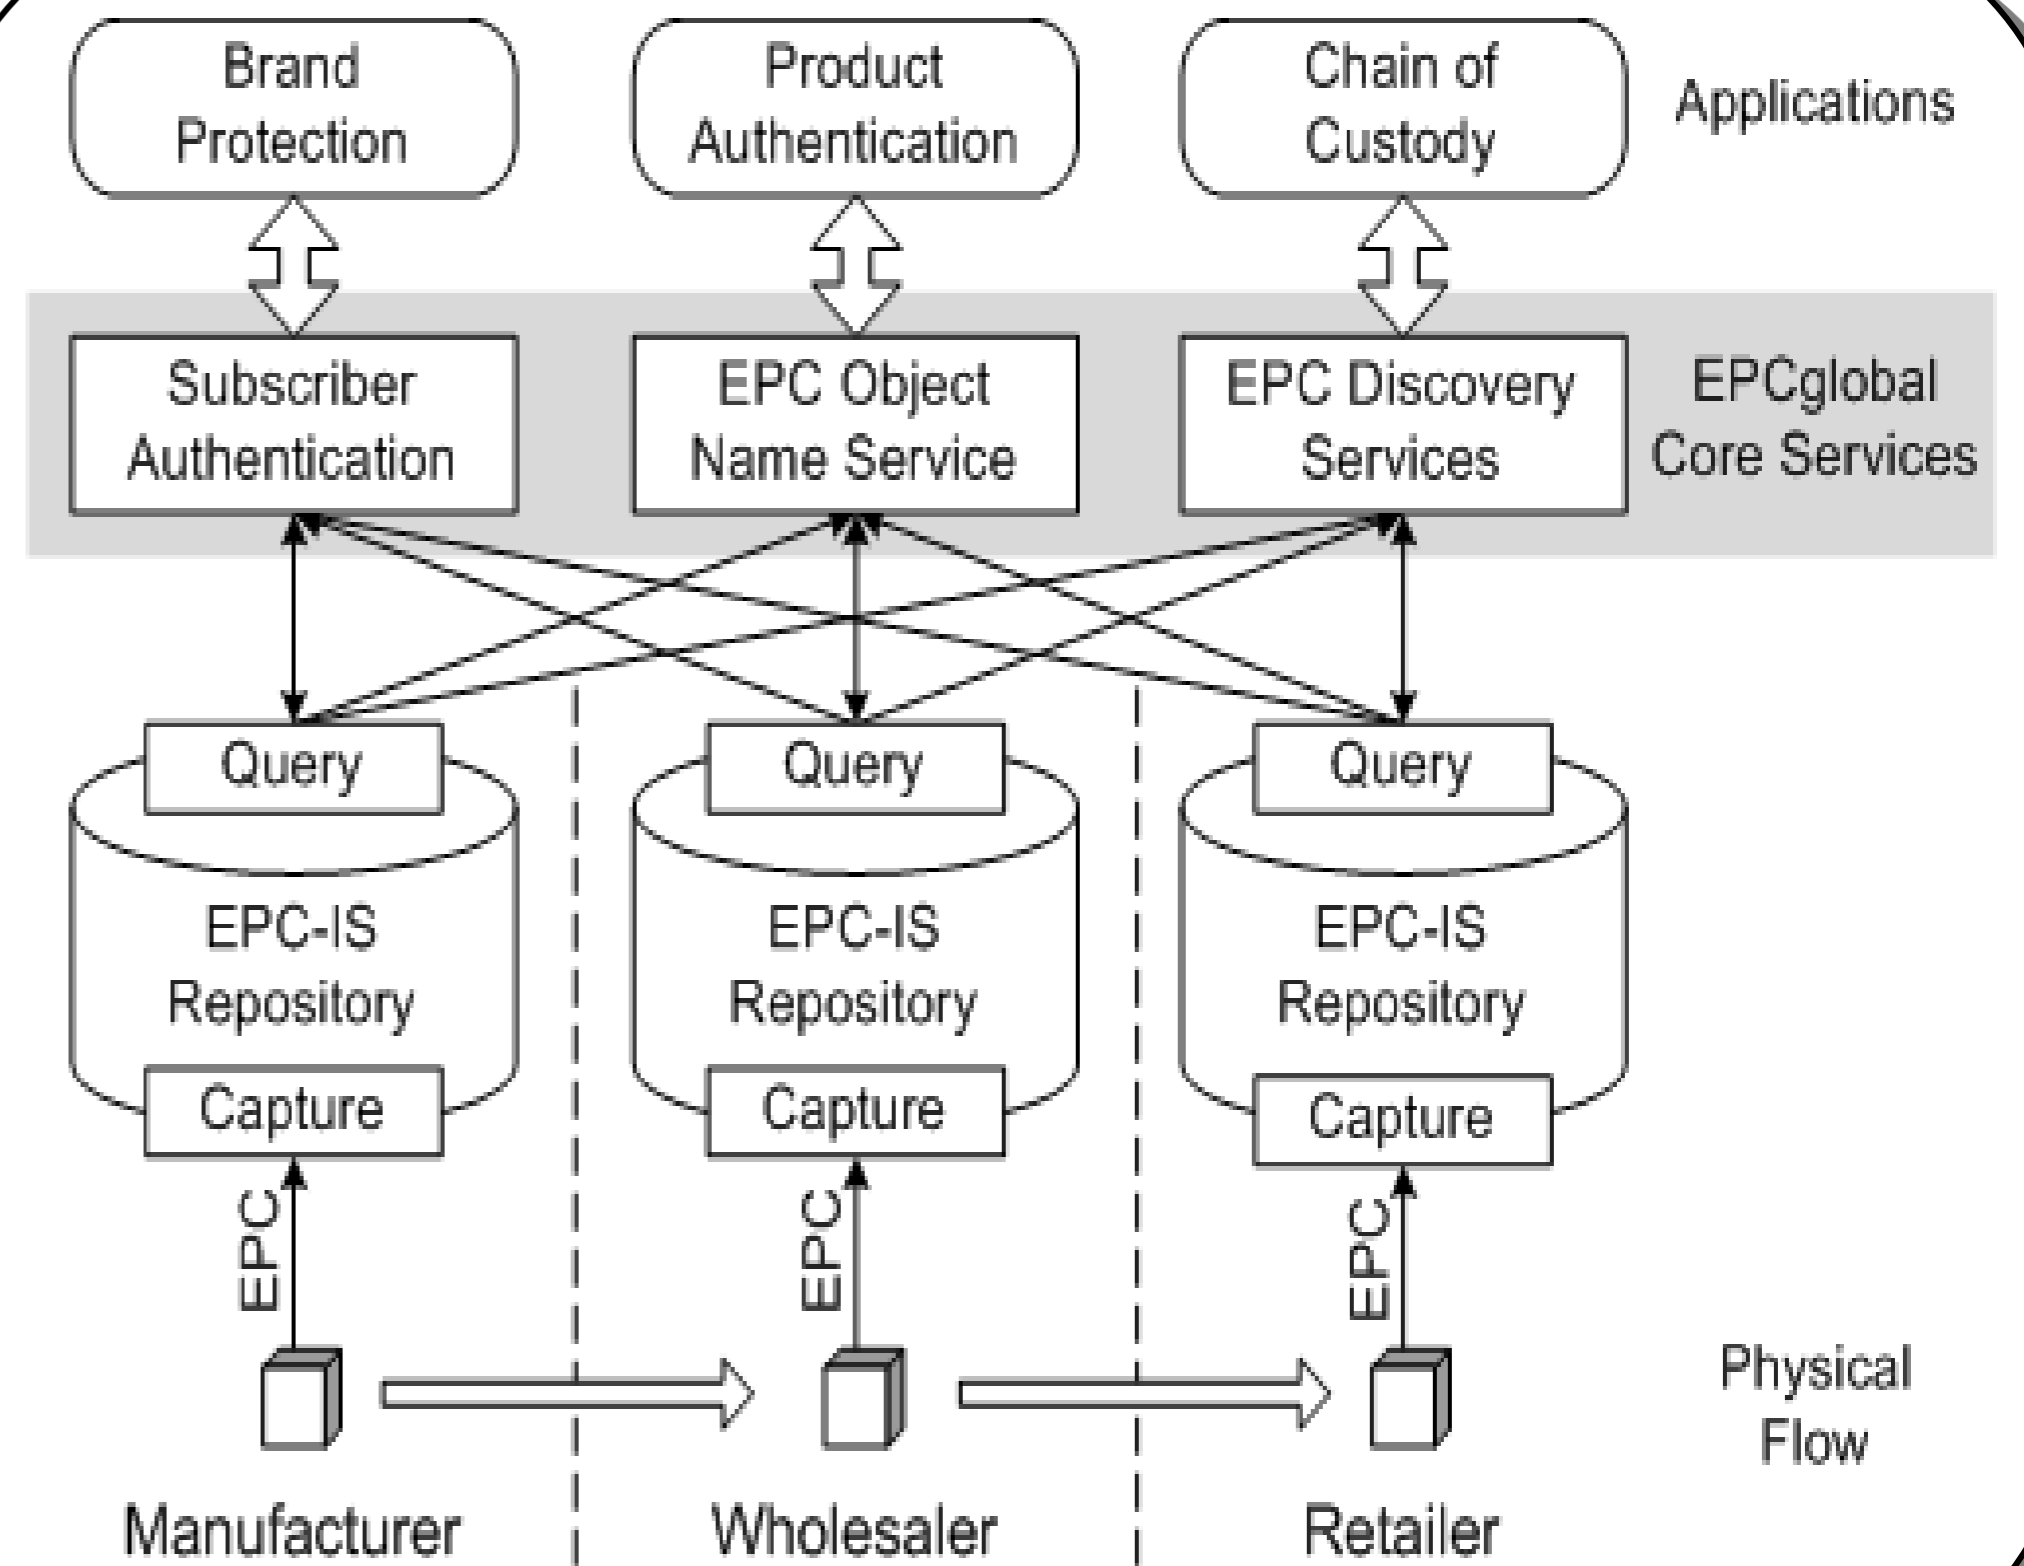 Brand
Protection
Product
Authentication
Chain of
Custody
Applications
Subscriber
Authentication
EPC Object
Name Service
EPC Discovery
Services
EPCglobal
Core Services
Query
Query
Query
EPC-IS
Repository
EPC-IS
Repository
EPC-IS
Repository
Capture
Capture
Capture
EPC
EPC
EPC
Physical
Flow
Manufacturer
Wholesaler
Retailer